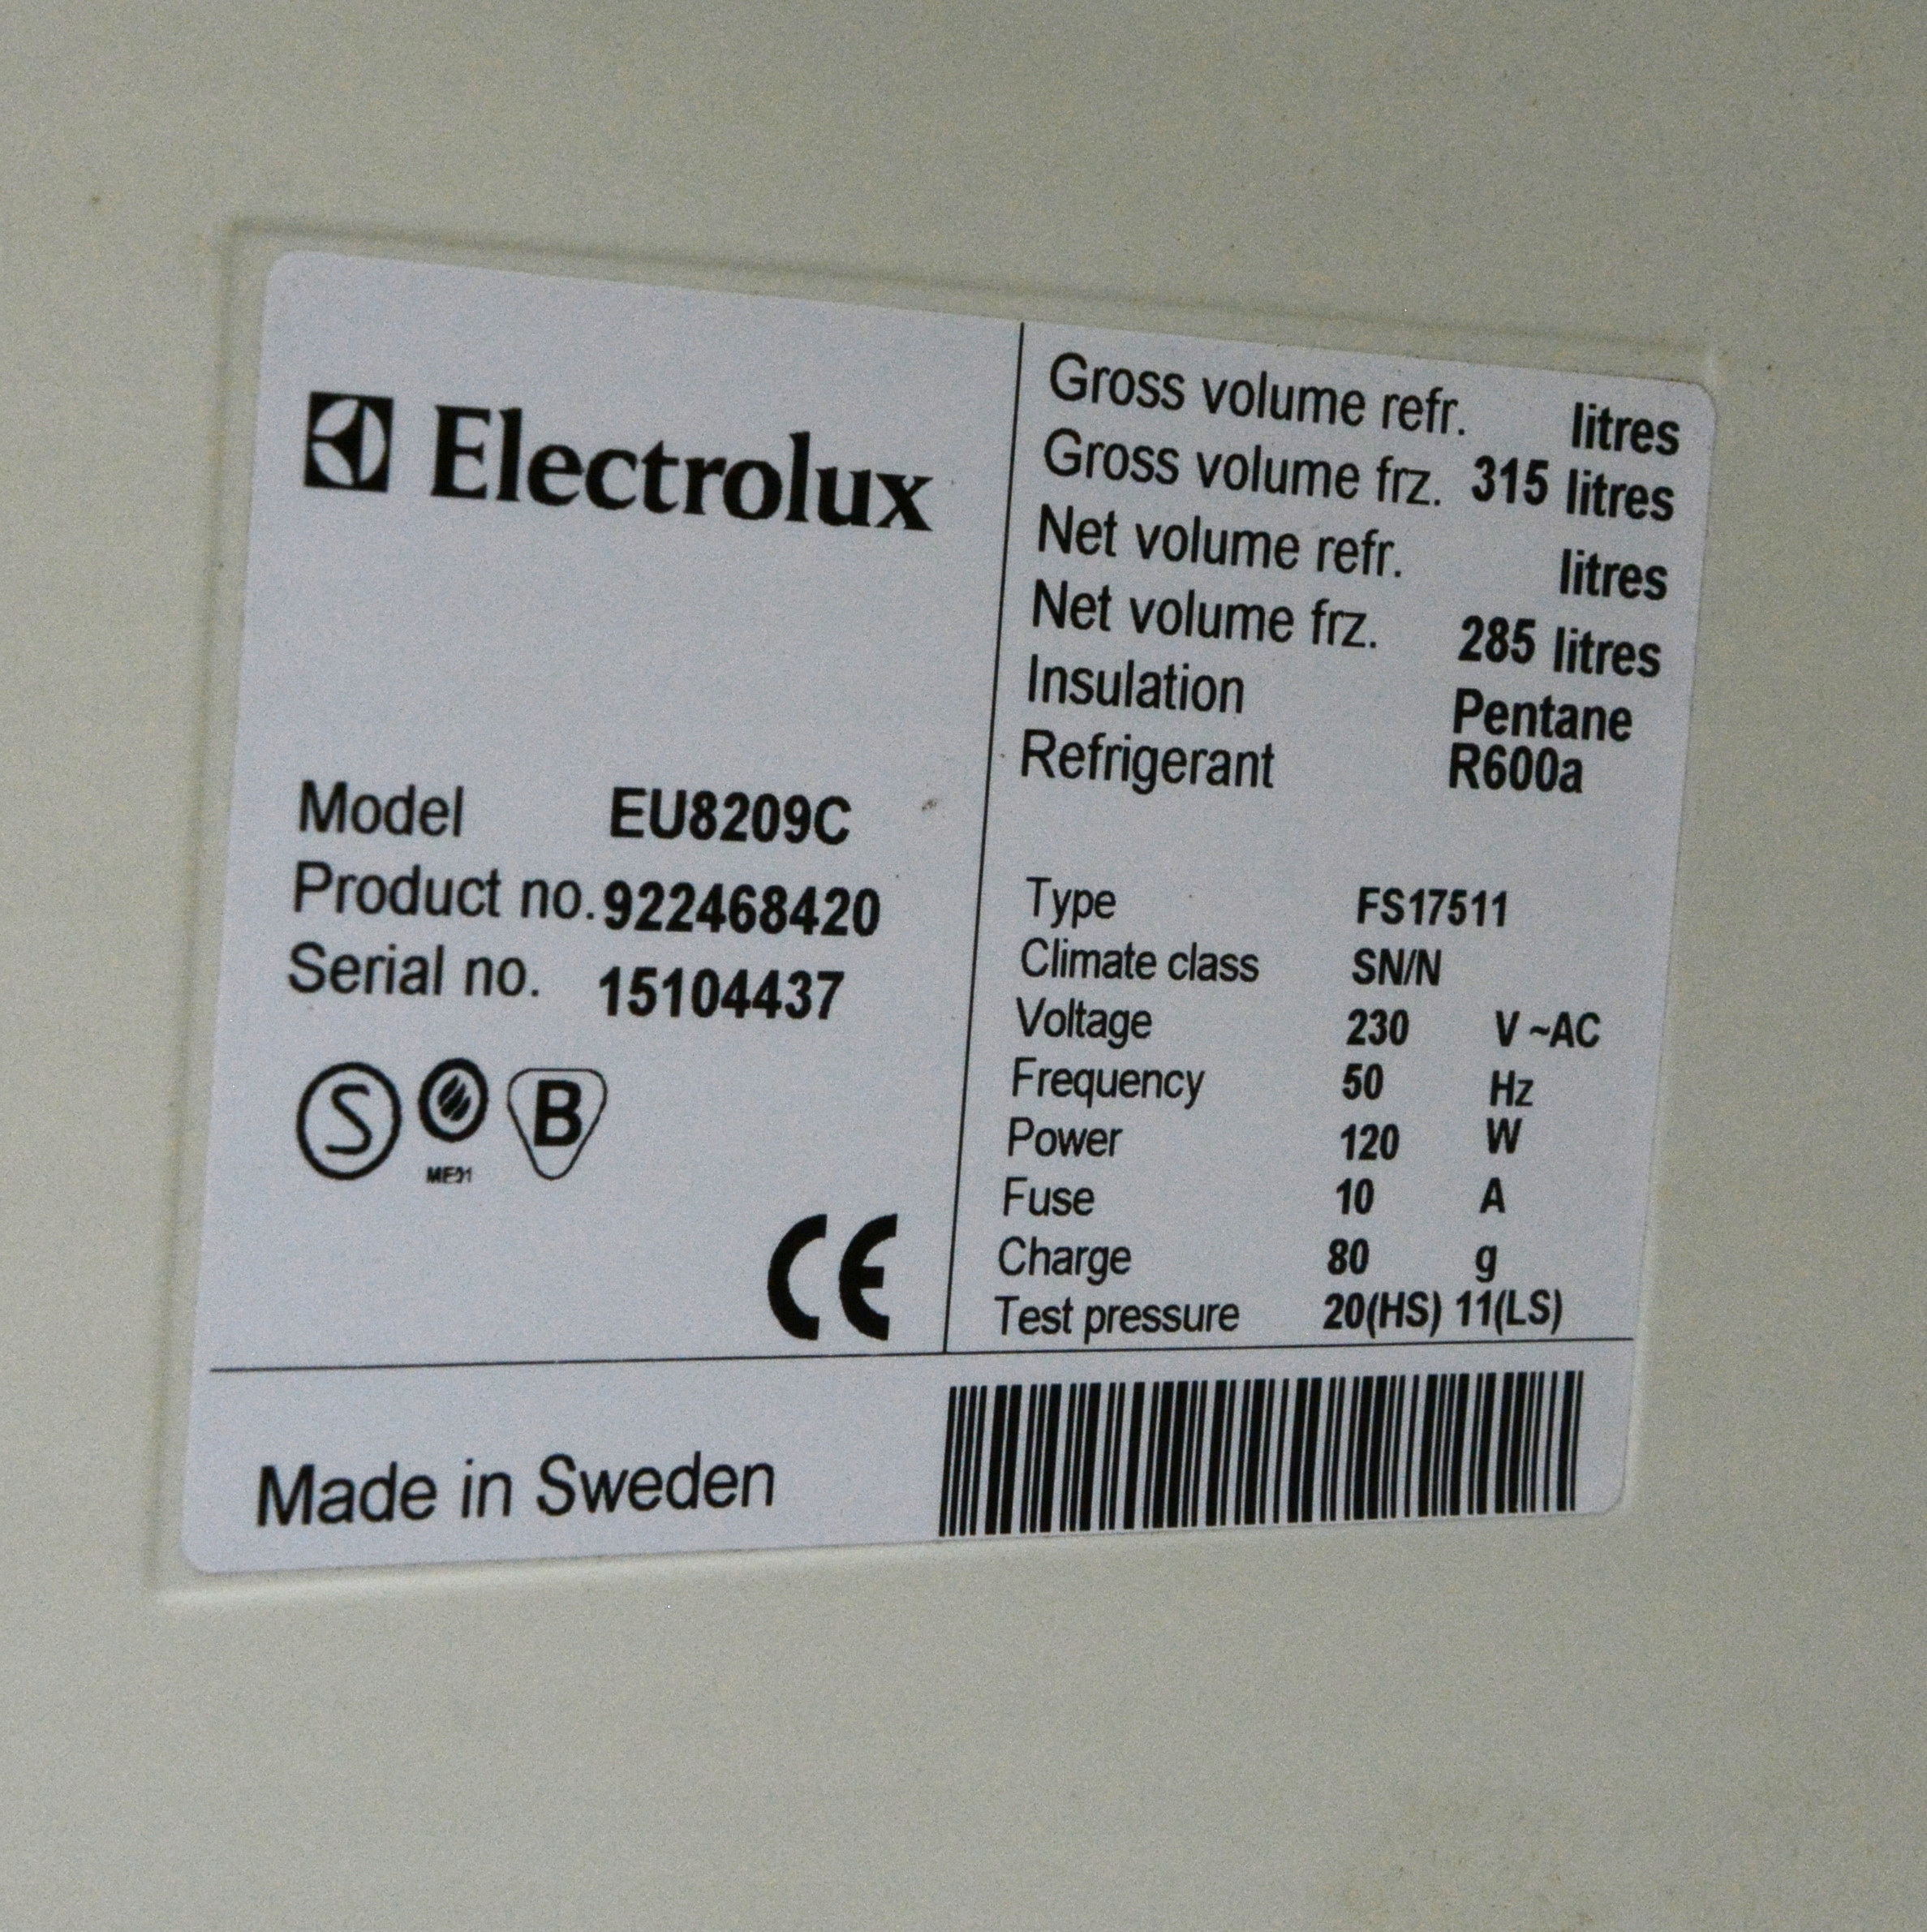 Electrolux
Model EU8209C
Product no. 922468420
Serial no. 15104437
S
B
CE
Gross volume refr. litres
Gross volume frz. 315 litres
Net volume refr. litres
Net volume frz. 285 litres
Insulation Pentane
Refrigerant R600a
Type FS17511
Climate class SN/N
Voltage 230 V ~AC
Frequency 50 Hz
Power 120 W
Fuse 10 A
Charge 80 g
Test pressure 20(HS) 11(LS)
Made in Sweden